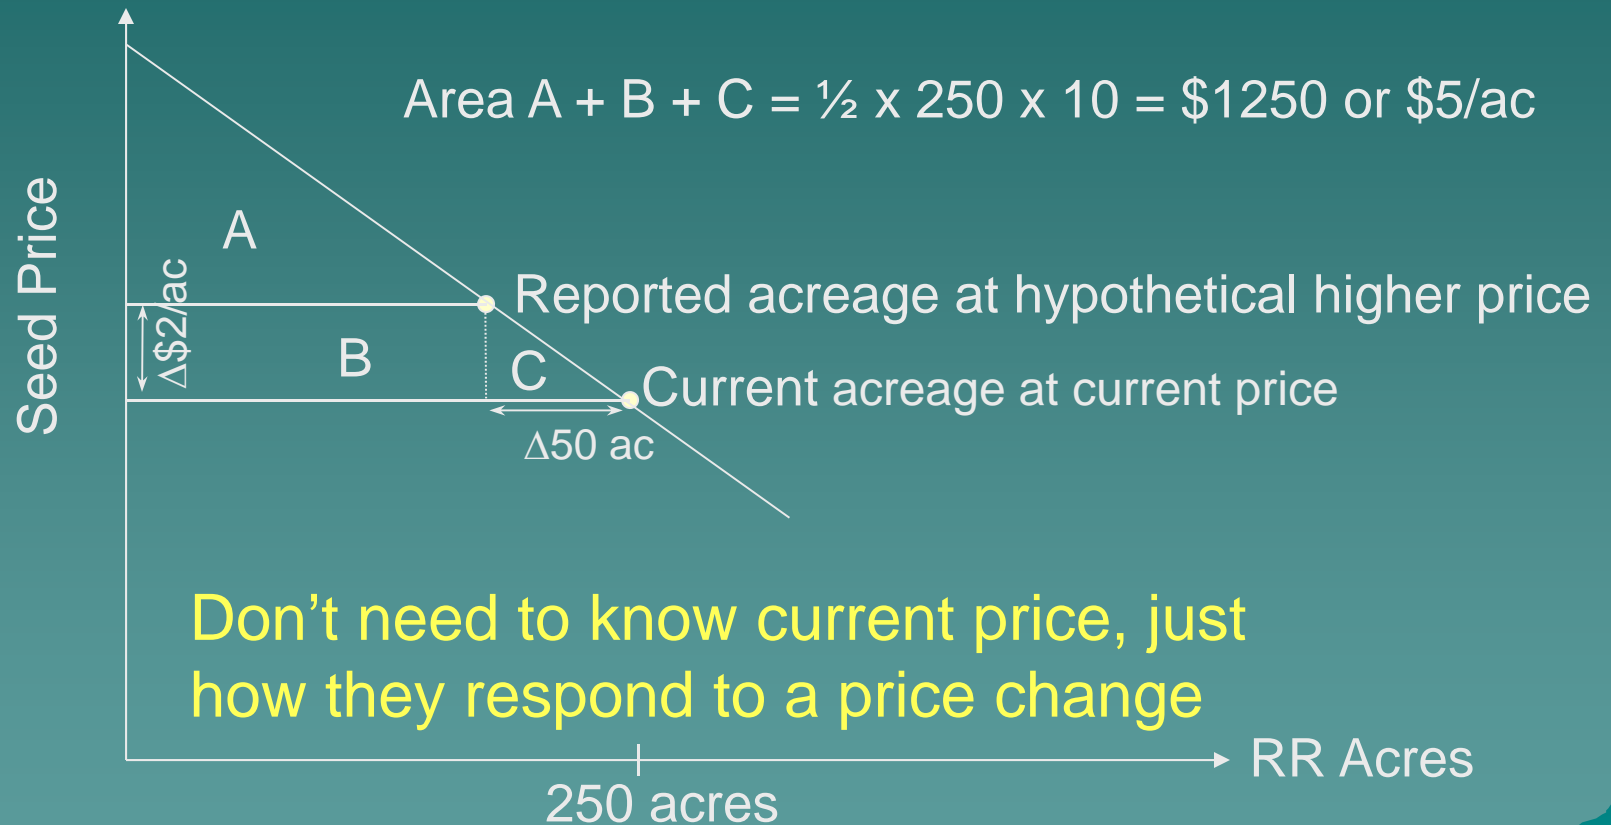 Area A + B + C = ½ x 250 x 10 = $1250 or $5/ac
Seed Price
A
Δ$2/ac
Reported acreage at hypothetical higher price
B
C
Current acreage at current price
Δ50 ac
Don’t need to know current price, just
how they respond to a price change
RR Acres
250 acres